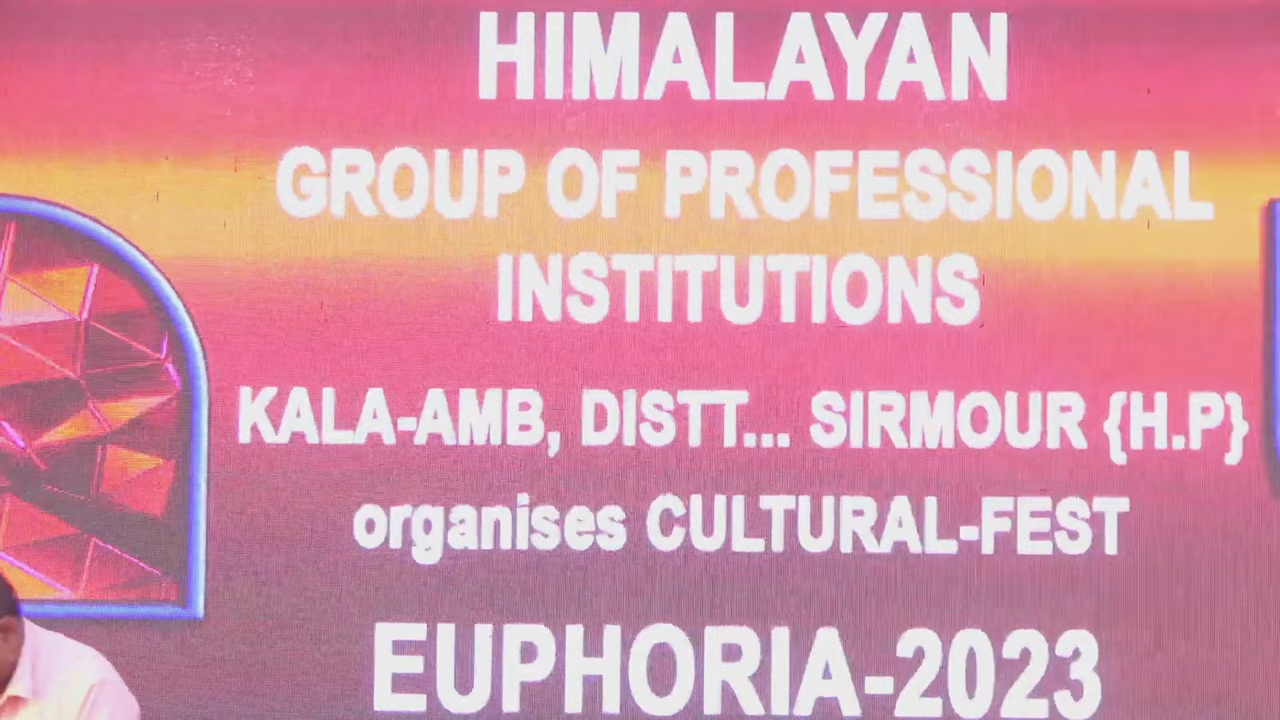 HIMALAYAN
GROUP OF PROFESSIONAL
INSTITUTIONS
KALA-AMB, DISTT... SIRMOUR {H.P}
organises CULTURAL-FEST
EUPHORIA-2023